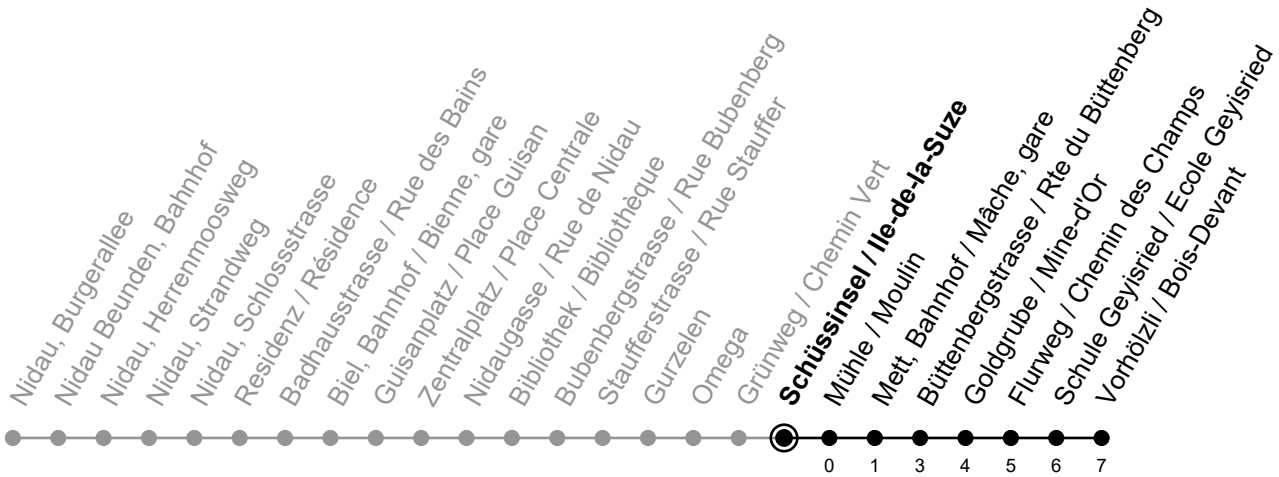 Nidau, Burgerallee
Nidau Beunden, Bahnhof
Nidau, Herrenmoosweg
Nidau, Strandweg
Nidau, Schlossstrasse
Residenz / Résidence
Badhausstrasse / Rue des Bains
Biel, Bahnhof / Bienne, gare
Guisanplatz / Place Guisan
Zentralplatz / Place Centrale
Nidaugasse / Rue de Nidau
Bibliothek / Bibliothèque
Bubenbergstrasse / Rue Bubenberg
Staufferstrasse / Rue Stauffer
Gurzelen
Omega
Grünweg / Chemin Vert
Schüssinsel / Ile-de-la-Suze
Mühle / Moulin
Mett, Bahnhof / Mâche, gare
Büttenbergstrasse / Rte du Büttenberg
Goldgrube / Mine-d'Or
Flurweg / Chemin des Champs
Schule Geyisried / Ecole Geyisried
Vorhölzli / Bois-Devant
0 1 3 4 5 6 7